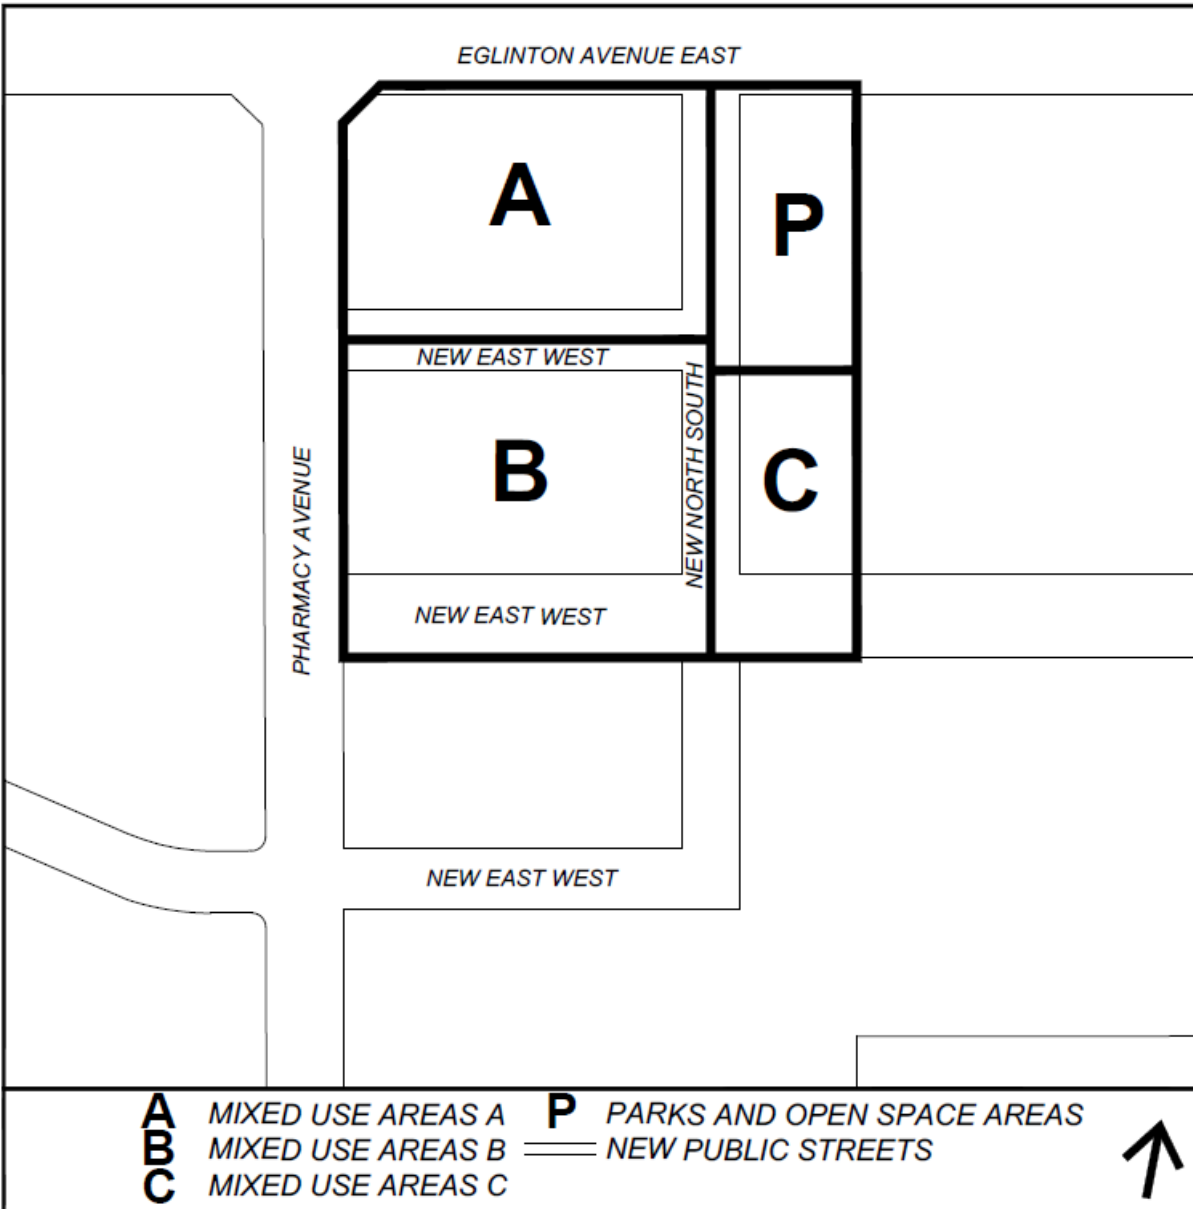 EGLINTON AVENUE EAST
A
P
NEW EAST WEST
NEW NORTH SOUTH
B
C
PHARMACY AVENUE
NEW EAST WEST
NEW EAST WEST
A MIXED USE AREAS A P PARKS AND OPEN SPACE AREAS
B MIXED USE AREAS B NEW PUBLIC STREETS
C MIXED USE AREAS C